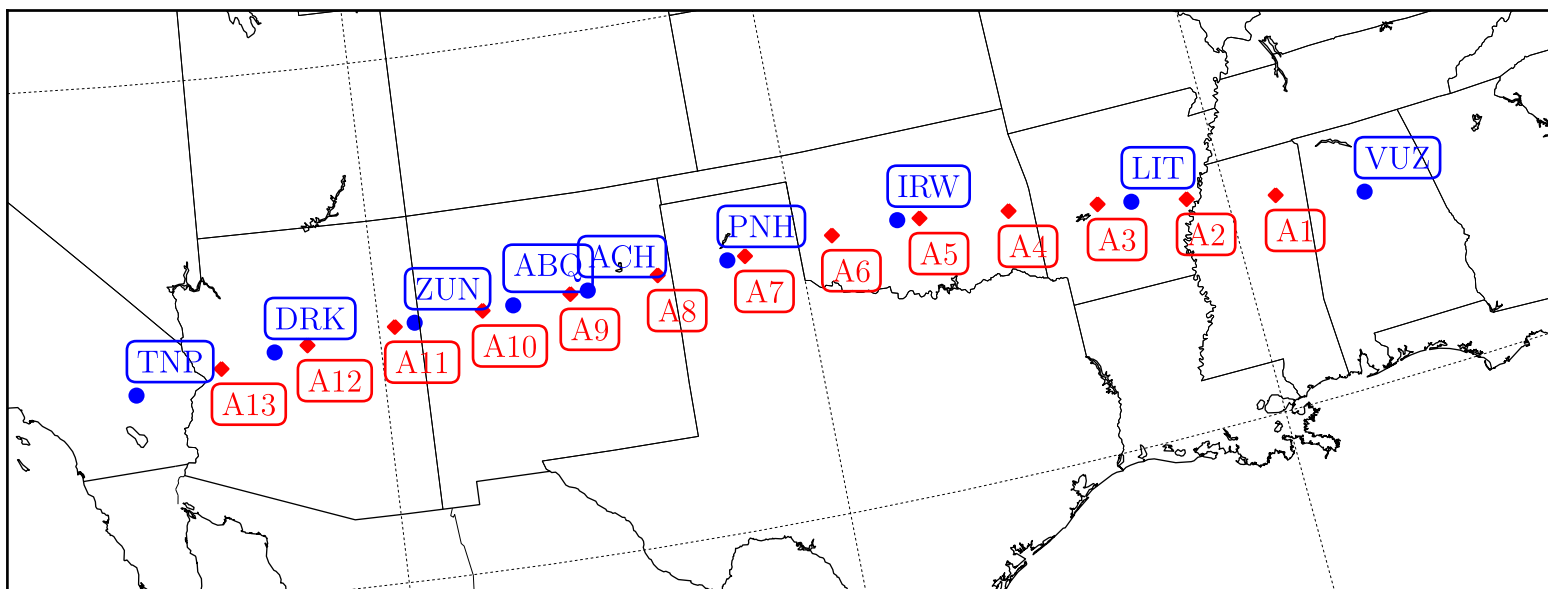 VUZ
LIT
IRW
A1
A2
A3
A4
A5
PNH
A6
A7
ACH
ABQ
A8
ZUN
A9
A10
DRK
A11
A12
TNP
A13